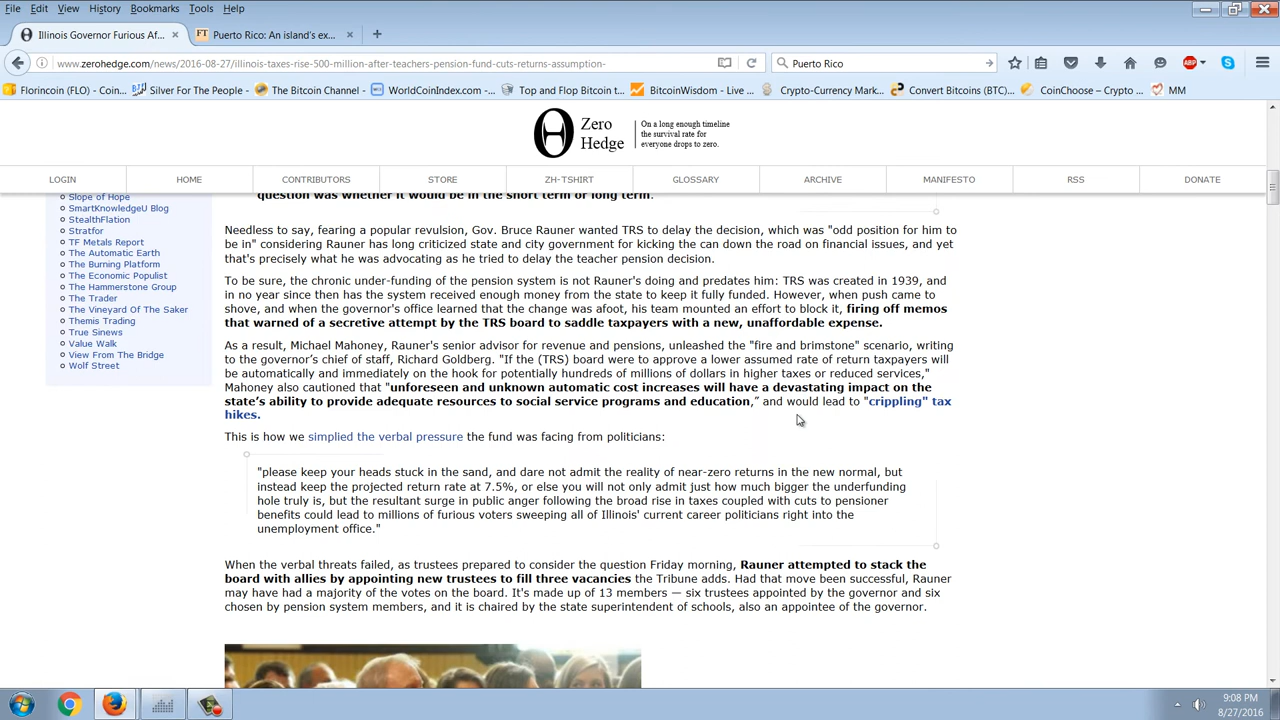 File Edit View History Bookmarks Tools Help
Illinois Governor Furious Af... × FT Puerto Rico: An island's ex... × +
www.zerohedge.com/news/2016-08-27/illinois-taxes-rise-500-million-after-teachers-pension-fund-cuts-returns-assumption- Puerto Rico
Florincoin (FLO) - Coin... Silver For The People - The Bitcoin Channel - WorldCoinIndex.com -... Top and Flop Bitcoin t... BitcoinWisdom - Live ... Crypto-Currency Mark... Convert Bitcoins (BTC)... CoinChoose – Crypto ... MM
Zero Hedge
On a long enough timeline
the survival rate for
everyone drops to zero.
LOGIN HOME CONTRIBUTORS STORE ZH-TSHIRT GLOSSARY ARCHIVE MANIFESTO RSS DONATE
Slope of Hope
SmartKnowledgeU Blog
StealthFlation
Stratfor
TF Metals Report
The Automatic Earth
The Burning Platform
The Economic Populist
The Hammerstone Group
The Trader
The Vineyard Of The Saker
Themis Trading
True Sinews
Value Walk
View From The Bridge
Wolf Street
question was whether it would be in the short term or long term.
Needless to say, fearing a popular revulsion, Gov. Bruce Rauner wanted TRS to delay the decision, which was "odd position for him to
be in" considering Rauner has long criticized state and city government for kicking the can down the road on financial issues, and yet
that's precisely what he was advocating as he tried to delay the teacher pension decision.
To be sure, the chronic under-funding of the pension system is not Rauner's doing and predates him: TRS was created in 1939, and
in no year since then has the system received enough money from the state to keep it fully funded. However, when push came to
shove, and when the governor's office learned that the change was afoot, his team mounted an effort to block it, firing off memos
that warned of a secretive attempt by the TRS board to saddle taxpayers with a new, unaffordable expense.
As a result, Michael Mahoney, Rauner's senior advisor for revenue and pensions, unleashed the "fire and brimstone" scenario, writing
to the governor's chief of staff, Richard Goldberg. "If the (TRS) board were to approve a lower assumed rate of return taxpayers will
be automatically and immediately on the hook for potentially hundreds of millions of dollars in higher taxes or reduced services,"
Mahoney also cautioned that "unforeseen and unknown automatic cost increases will have a devastating impact on the
state's ability to provide adequate resources to social service programs and education," and would lead to "crippling" tax
hikes.
This is how we simplied the verbal pressure the fund was facing from politicians:
"please keep your heads stuck in the sand, and dare not admit the reality of near-zero returns in the new normal, but
instead keep the projected return rate at 7.5%, or else you will not only admit just how much bigger the underfunding
hole truly is, but the resultant surge in public anger following the broad rise in taxes coupled with cuts to pensioner
benefits could lead to millions of furious voters sweeping all of Illinois' current career politicians right into the
unemployment office."
When the verbal threats failed, as trustees prepared to consider the question Friday morning, Rauner attempted to stack the
board with allies by appointing new trustees to fill three vacancies the Tribune adds. Had that move been successful, Rauner
may have had a majority of the votes on the board. It's made up of 13 members — six trustees appointed by the governor and six
chosen by pension system members, and it is chaired by the state superintendent of schools, also an appointee of the governor.
9:08 PM
8/27/2016